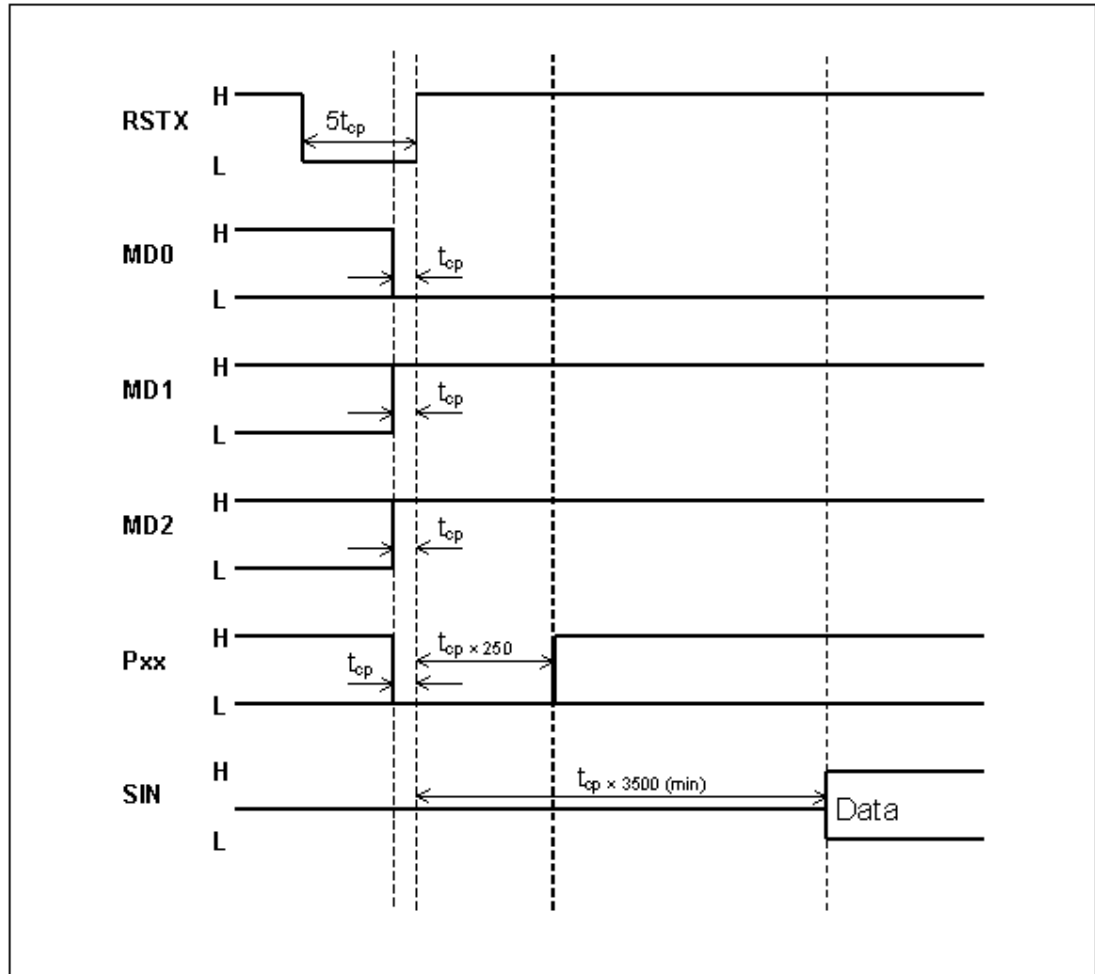 H
RSTX
5tcp
L
H
MD0
tcp
L
H
MD1
tcp
L
H
MD2
tcp
L
H
Pxx
tcp × 250
tcp
L
H
SIN
tcp × 3500 (min)
Data
L